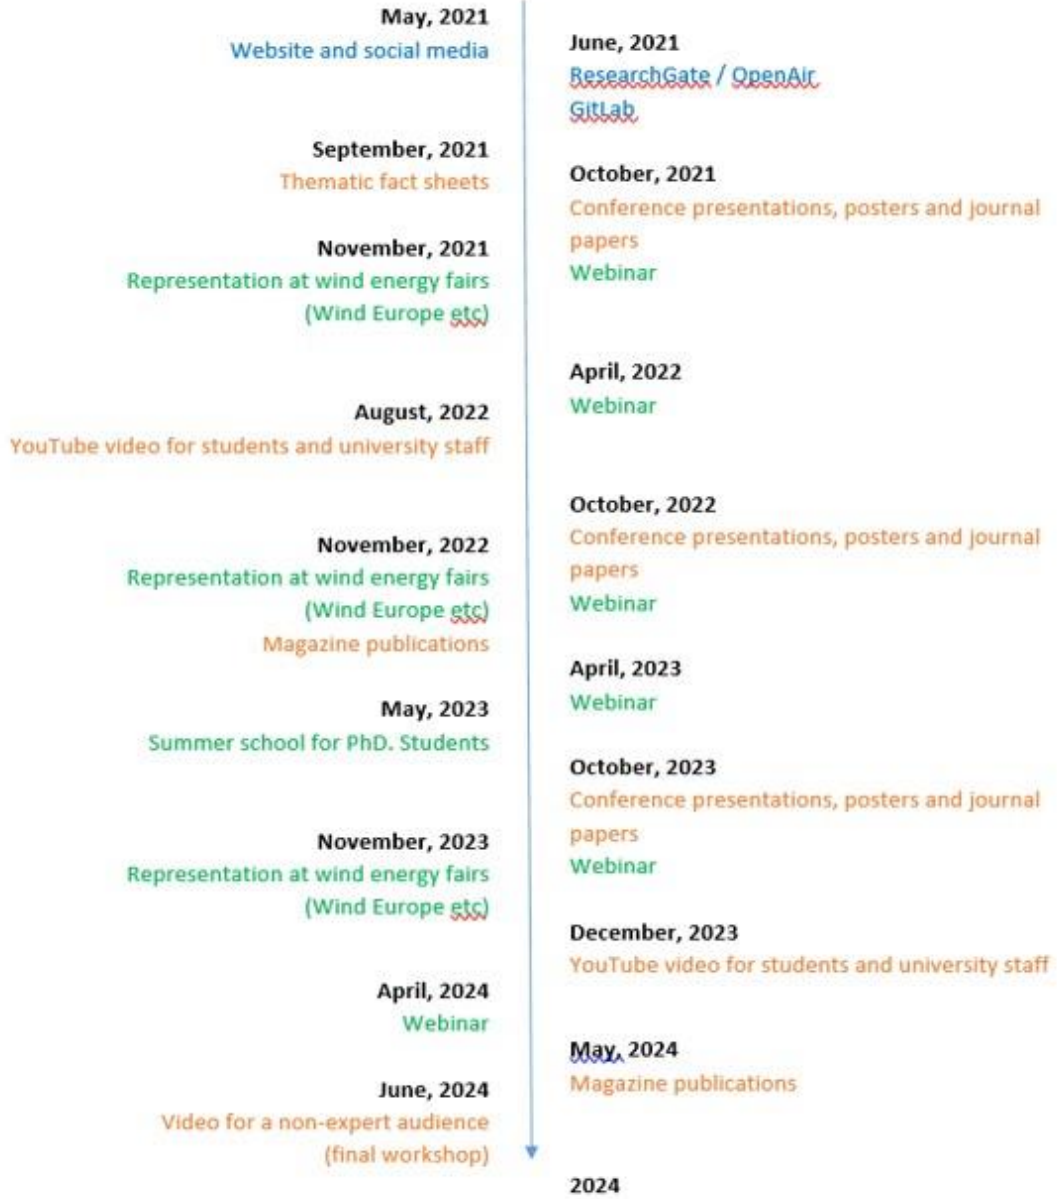 May, 2021
Website and social media
June, 2021
ResearchGate / OpenAir
GitLab
September, 2021
Thematic fact sheets
October, 2021
Conference presentations, posters and journal
papers
Webinar
November, 2021
Representation at wind energy fairs
(Wind Europe etc)
April, 2022
Webinar
August, 2022
YouTube video for students and university staff
October, 2022
Conference presentations, posters and journal
papers
Webinar
November, 2022
Representation at wind energy fairs
(Wind Europe etc)
Magazine publications
April, 2023
Webinar
May, 2023
Summer school for PhD. Students
October, 2023
Conference presentations, posters and journal
papers
Webinar
November, 2023
Representation at wind energy fairs
(Wind Europe etc)
December, 2023
YouTube video for students and university staff
April, 2024
Webinar
May, 2024
Magazine publications
June, 2024
Video for a non-expert audience
(final workshop)
2024